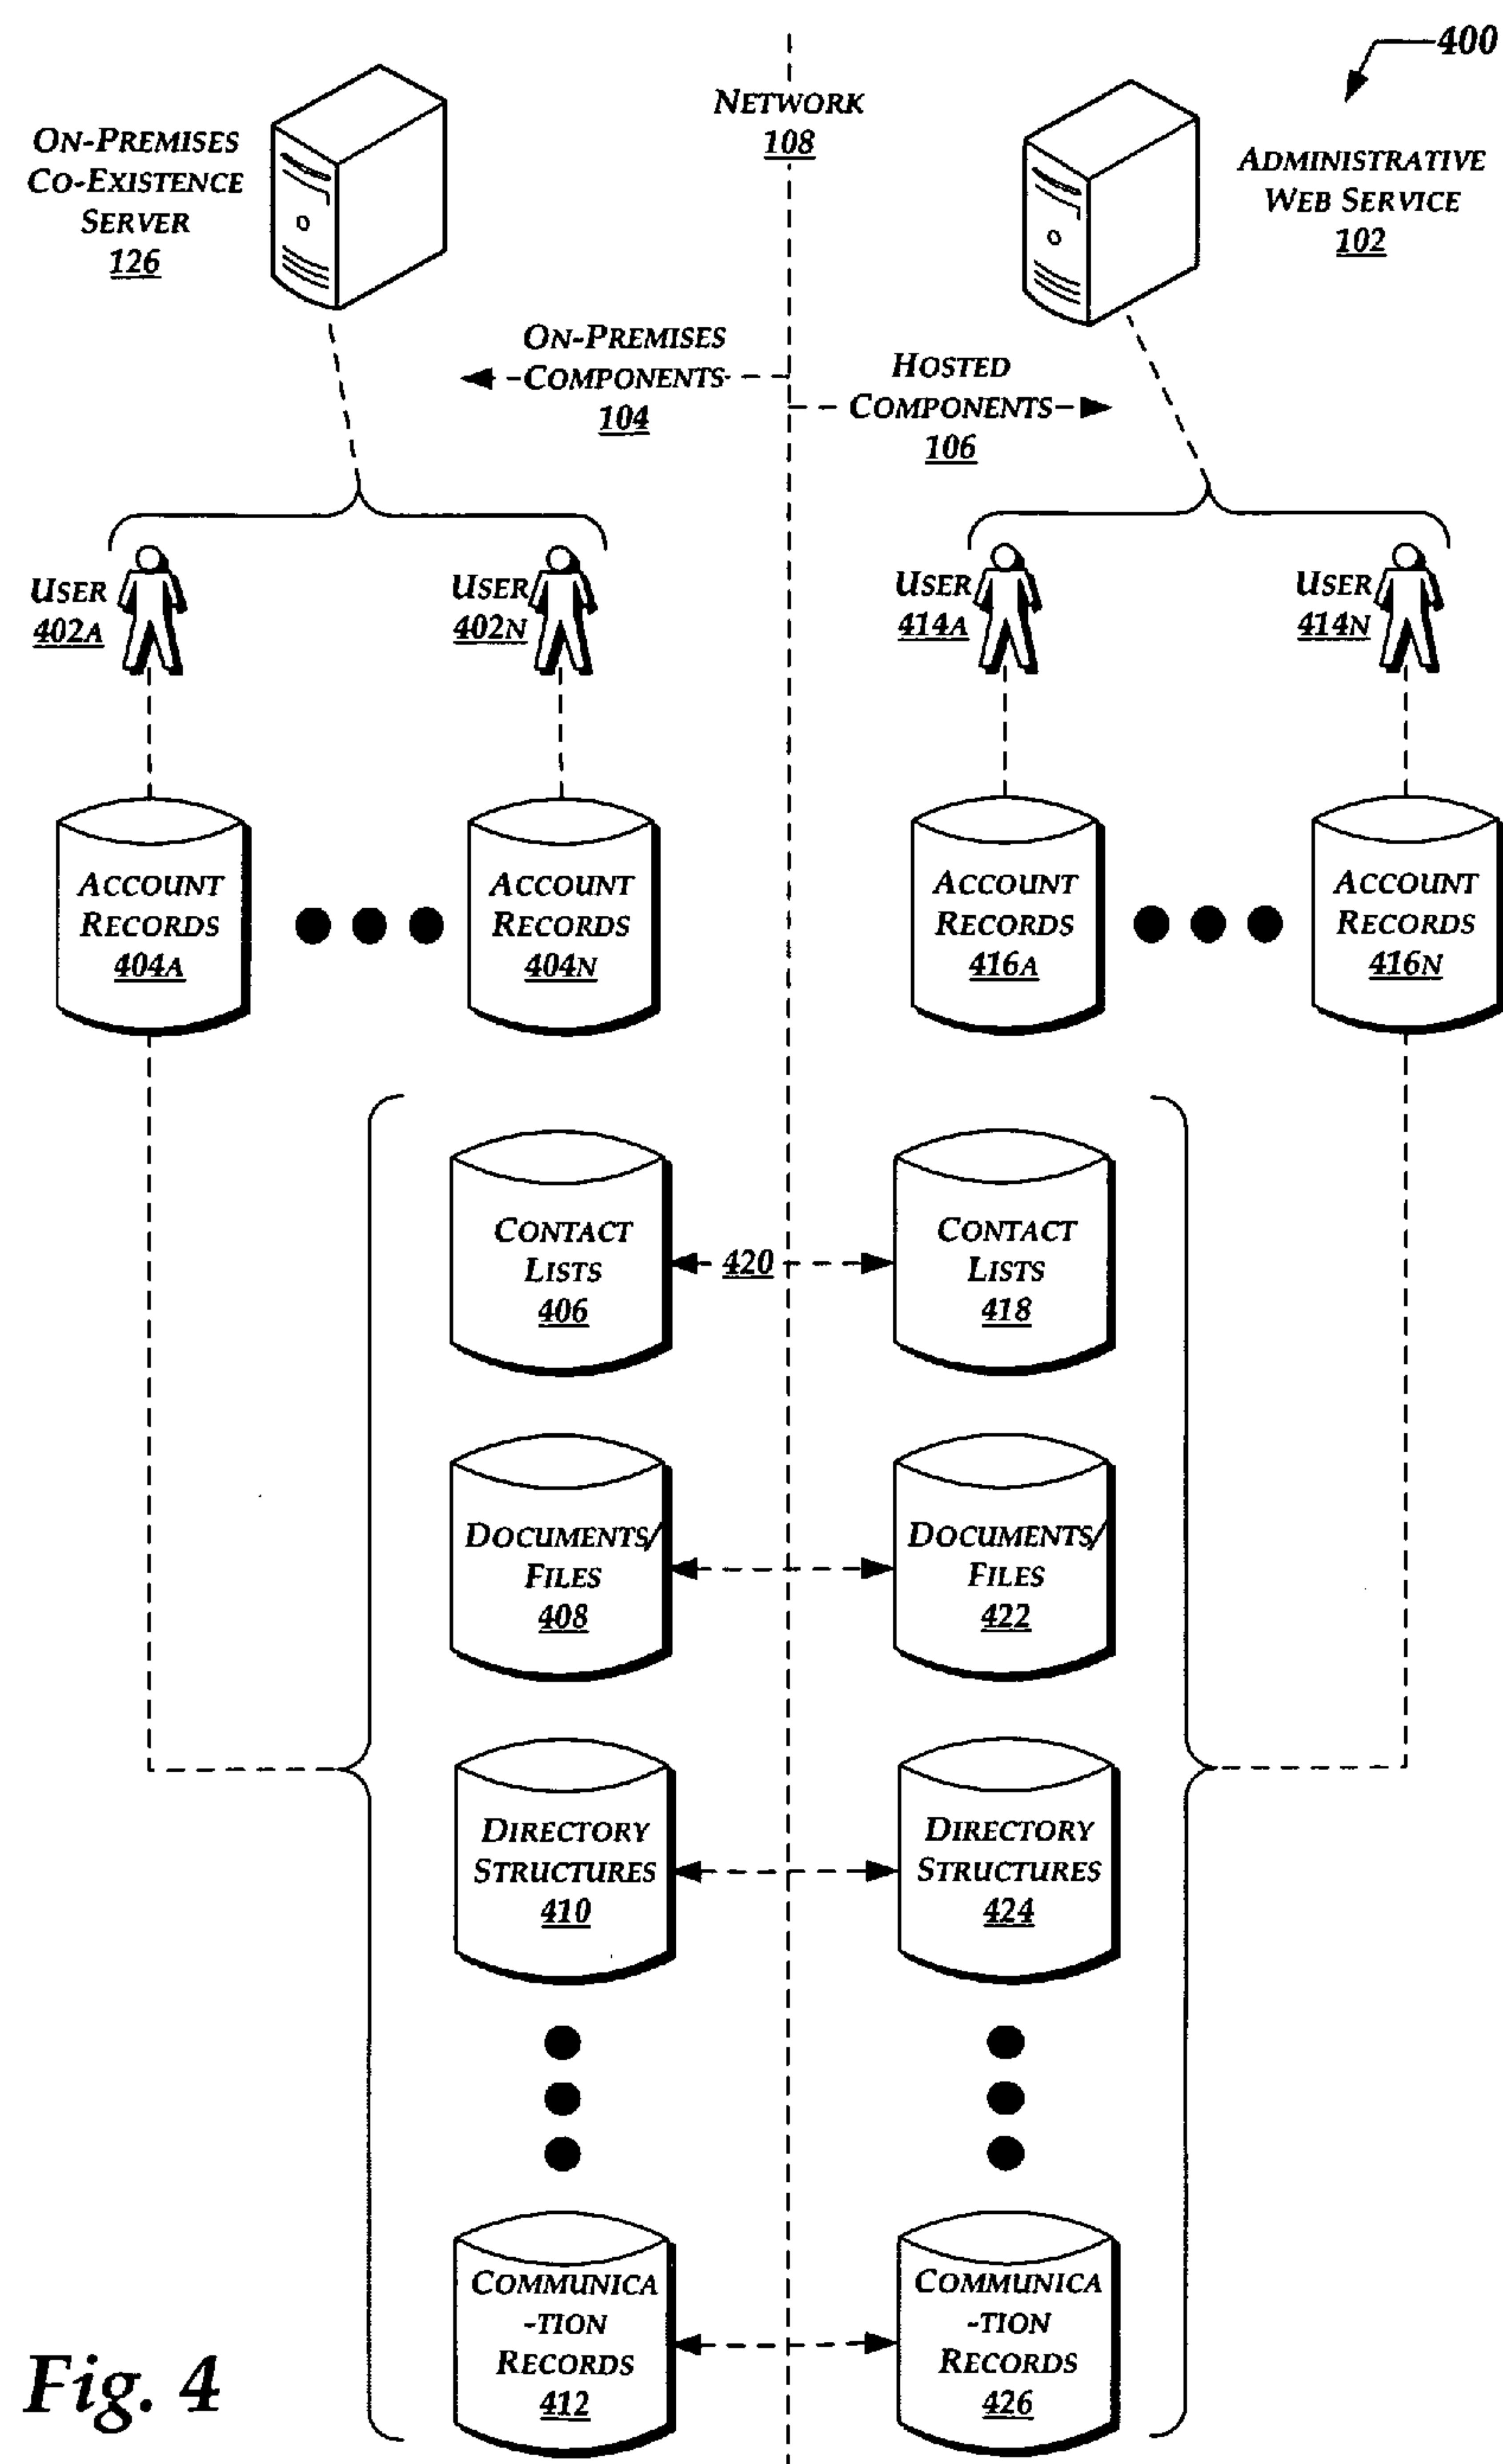 400
NETWORK
108
ON-PREMISES
CO-EXISTENCE
SERVER
126
ADMINISTRATIVE
WEB SERVICE
102
ON-PREMISES
COMPONENTS
104
HOSTED
COMPONENTS
106
USER
402A
USER
402N
USER
414A
USER
414N
ACCOUNT
RECORDS
404A
ACCOUNT
RECORDS
404N
ACCOUNT
RECORDS
416A
ACCOUNT
RECORDS
416N
CONTACT
LISTS
406
420
CONTACT
LISTS
418
DOCUMENTS/
FILES
408
DOCUMENTS/
FILES
422
DIRECTORY
STRUCTURES
410
DIRECTORY
STRUCTURES
424
COMMUNICA
-TION
RECORDS
412
COMMUNICA
-TION
RECORDS
426
Fig. 4